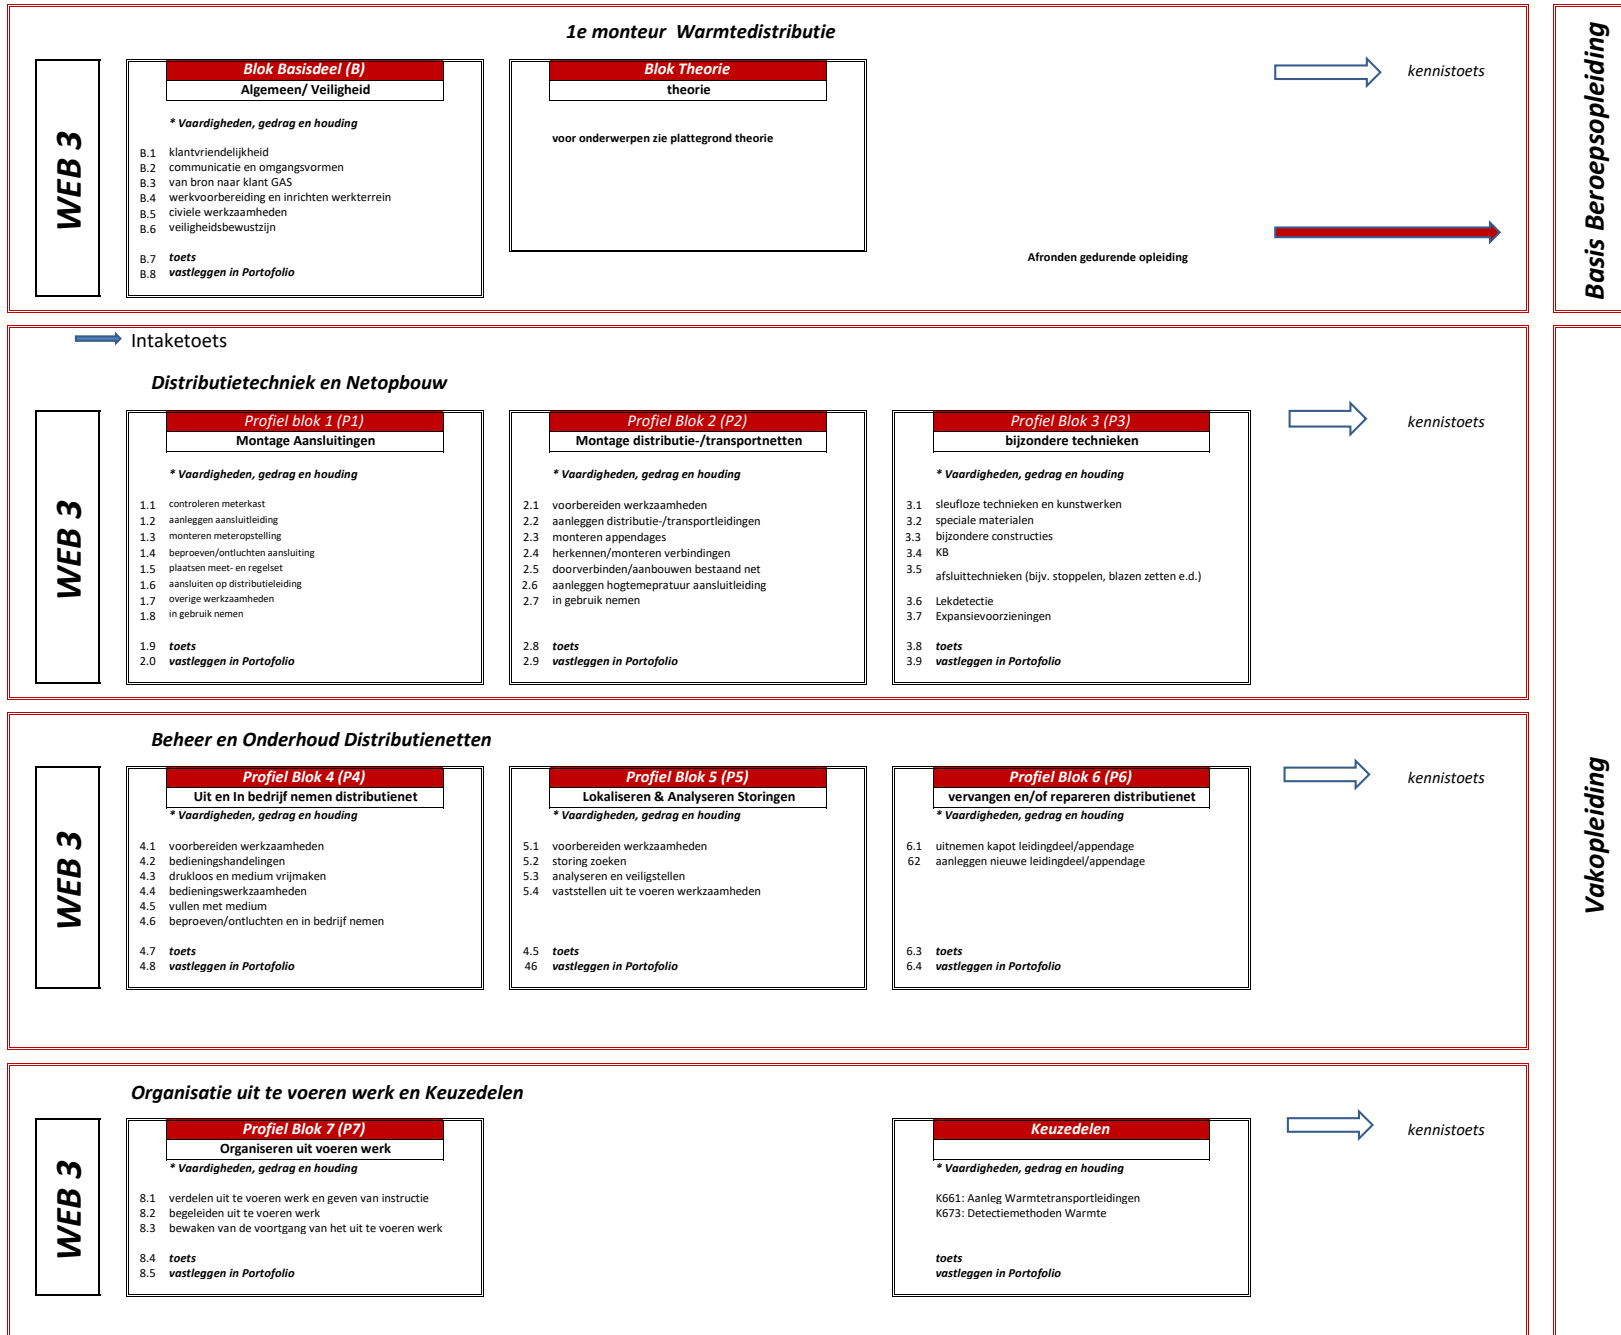 1e monteur  Warmtedistributie
Basis Beroepsopleiding
WEB 3
Blok Basisdeel (B)
Algemeen/ Veiligheid
* Vaardigheden, gedrag en houding
B.1 klantvriendelijkheid
B.2 communicatie en omgangsvormen
B.3 van bron naar klant GAS
B.4 werkvoorbereiding en inrichten werkterrein
B.5 civiele werkzaamheden
B.6 veiligheidsbewustzijn
B.7 toets
B.8 vastleggen in Portofolio
Blok Theorie
theorie
voor onderwerpen zie plattegrond theorie
kennistoets
Afronden gedurende opleiding
Intaketoets
Distributietechniek en Netopbouw
Vakopleiding
WEB 3
Profiel blok 1 (P1)
Montage Aansluitingen
* Vaardigheden, gedrag en houding
1.1 controleren meterkast
1.2 aanleggen aansluitleiding
1.3 monteren meteropstelling
1.4 beproeven/ontluchten aansluiting
1.5 plaatsen meet- en regelset
1.6 aansluiten op distributieleiding
1.7 overige werkzaamheden
1.8 in gebruik nemen
1.9 toets
2.0 vastleggen in Portofolio
Profiel Blok 2 (P2)
Montage distributie-/transportnetten
* Vaardigheden, gedrag en houding
2.1 voorbereiden werkzaamheden
2.2 aanleggen distributie-/transportleidingen
2.3 monteren appendages
2.4 herkennen/monteren verbindingen
2.5 doorverbinden/aanbouwen bestaand net
2.6 aanleggen hogtemepratuur aansluitleiding
2.7 in gebruik nemen
2.8 toets
2.9 vastleggen in Portofolio
Profiel Blok 3 (P3)
bijzondere technieken
* Vaardigheden, gedrag en houding
3.1 sleufloze technieken en kunstwerken
3.2 speciale materialen
3.3 bijzondere constructies
3.4 KB
3.5 afsluittechnieken (bijv. stoppelen, blazen zetten e.d.)
3.6 Lekdetectie
3.7 Expansievoorzieningen
3.8 toets
3.9 vastleggen in Portofolio
kennistoets
Beheer en Onderhoud Distributienetten
WEB 3
Profiel Blok 4 (P4)
Uit en In bedrijf nemen distributienet
* Vaardigheden, gedrag en houding
4.1 voorbereiden werkzaamheden
4.2 bedieningshandelingen
4.3 drukloos en medium vrijmaken
4.4 bedieningswerkzaamheden
4.5 vullen met medium
4.6 beproeven/ontluchten en in bedrijf nemen
4.7 toets
4.8 vastleggen in Portofolio
Profiel Blok 5 (P5)
Lokaliseren & Analyseren Storingen
* Vaardigheden, gedrag en houding
5.1 voorbereiden werkzaamheden
5.2 storing zoeken
5.3 analyseren en veiligstellen
5.4 vaststellen uit te voeren werkzaamheden
4.5 toets
46 vastleggen in Portofolio
Profiel Blok 6 (P6)
vervangen en/of repareren distributienet
* Vaardigheden, gedrag en houding
6.1 uitnemen kapot leidingdeel/appendage
62 aanleggen nieuwe leidingdeel/appendage
6.3 toets
6.4 vastleggen in Portofolio
kennistoets
Organisatie uit te voeren werk en Keuzedelen
WEB 3
Profiel Blok 7 (P7)
Organiseren uit voeren werk
* Vaardigheden, gedrag en houding
8.1 verdelen uit te voeren werk en geven van instructie
8.2 begeleiden uit te voeren werk
8.3 bewaken van de voortgang van het uit te voeren werk
8.4 toets
8.5 vastleggen in Portofolio
Keuzedelen
* Vaardigheden, gedrag en houding
K661: Aanleg Warmtetransportleidingen
K673: Detectiemethoden Warmte
toets
vastleggen in Portofolio
kennistoets